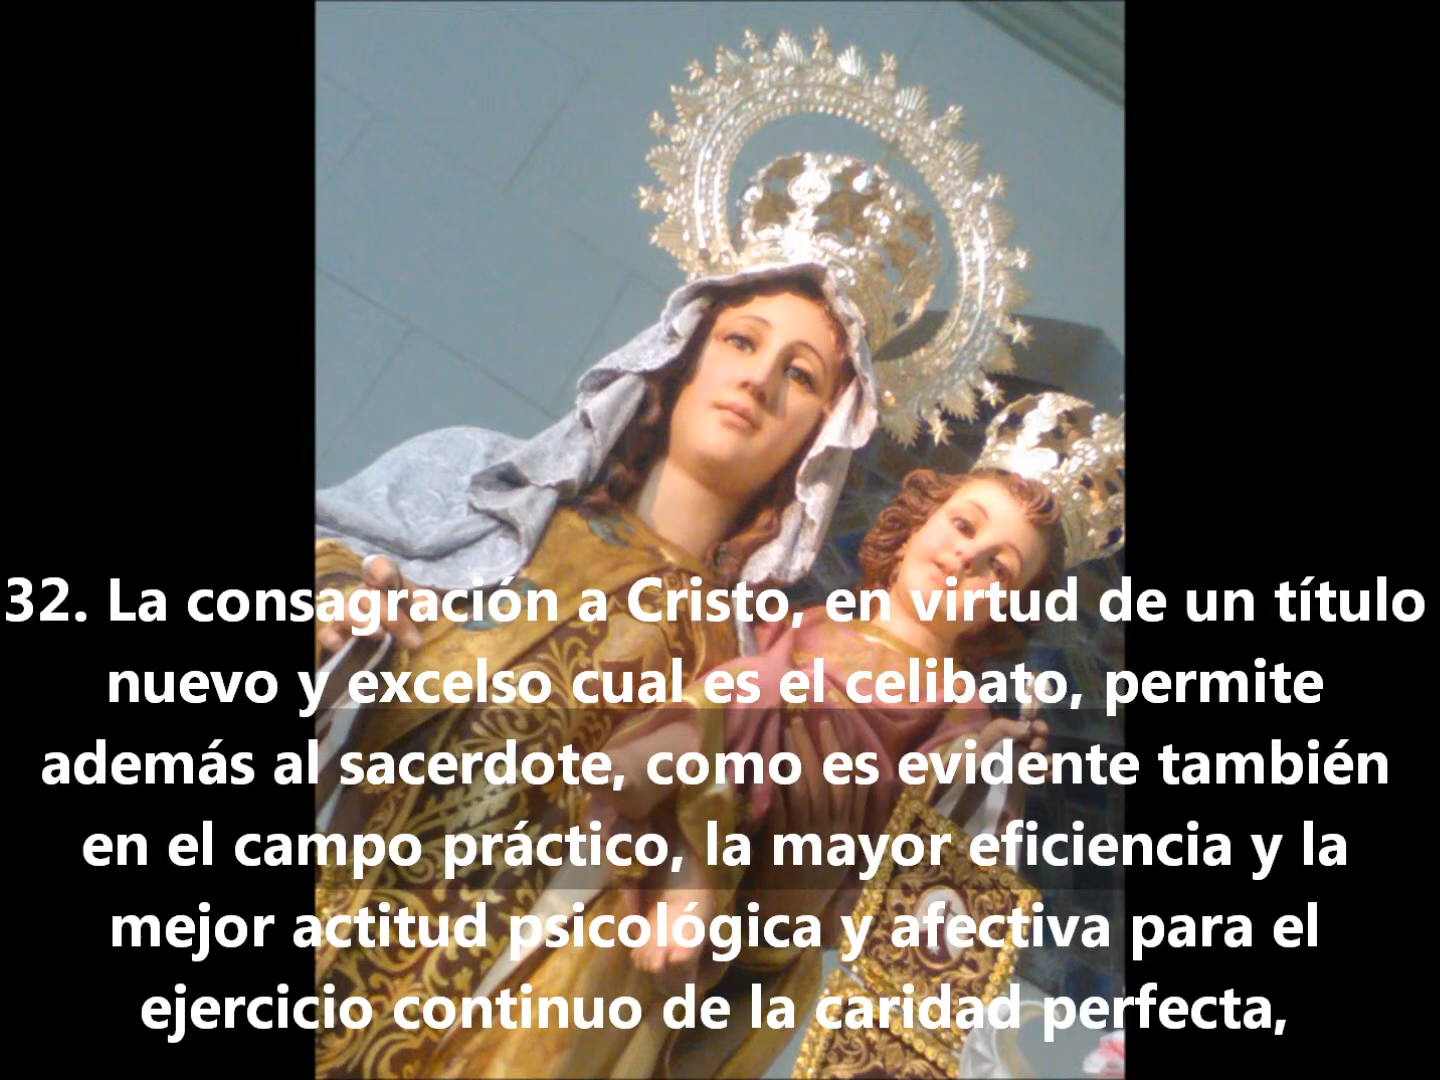 32. La consagración a Cristo, en virtud de un título
nuevo y excelso cual es el celibato, permite
además al sacerdote, como es evidente también
en el campo práctico, la mayor eficiencia y la
mejor actitud psicológica y afectiva para el
ejercicio continuo de la caridad perfecta,